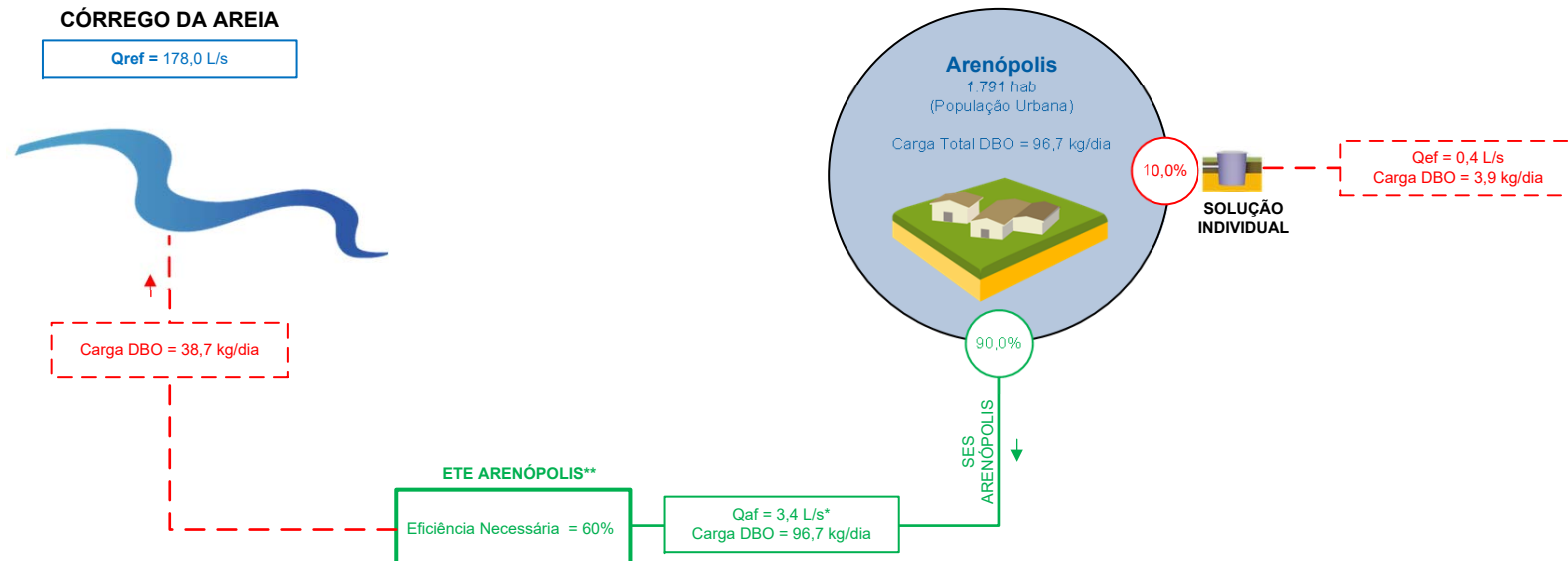 CÓRREGO DA AREIA
Qref = 178,0 L/s
Arenópolis
1.791 hab
(População Urbana)
Carga Total DBO = 96,7 kg/dia
10,0%
SOLUÇÃO
INDIVIDUAL
Qef = 0,4 L/s
Carga DBO = 3,9 kg/dia
90,0%
SES
ARENÓPOLIS
Carga DBO = 38,7 kg/dia
ETE ARENÓPOLIS**
Eficiência Necessária = 60%
Qaf = 3,4 L/s*
Carga DBO = 96,7 kg/dia